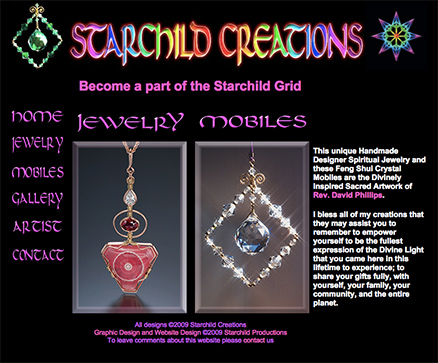 STARCHILD CREATIONS
Become a part of the Starchild Grid
HOME
JEWELRY
MOBILES
GALLERY
ARTIST
CONTACT
JEWELRY
MOBILES
This unique Handmade
Designer Spiritual Jewelry and
these Feng Shui Crystal
Mobiles are the Divinely
Inspired Sacred Artwork of
Rev. David Phillips.
I bless all of my creations that
they may assist you to
remember to empower
yourself to be the fullest
expression of the Divine Light
that you came here in this
lifetime to experience; to
share your gifts fully, with
yourself, your family, your
community, and the entire
planet.
All designs ©2009 Starchild Creations
Graphic Design and Website Design ©2009 Starchild Productions
To leave comments about this website please contact us